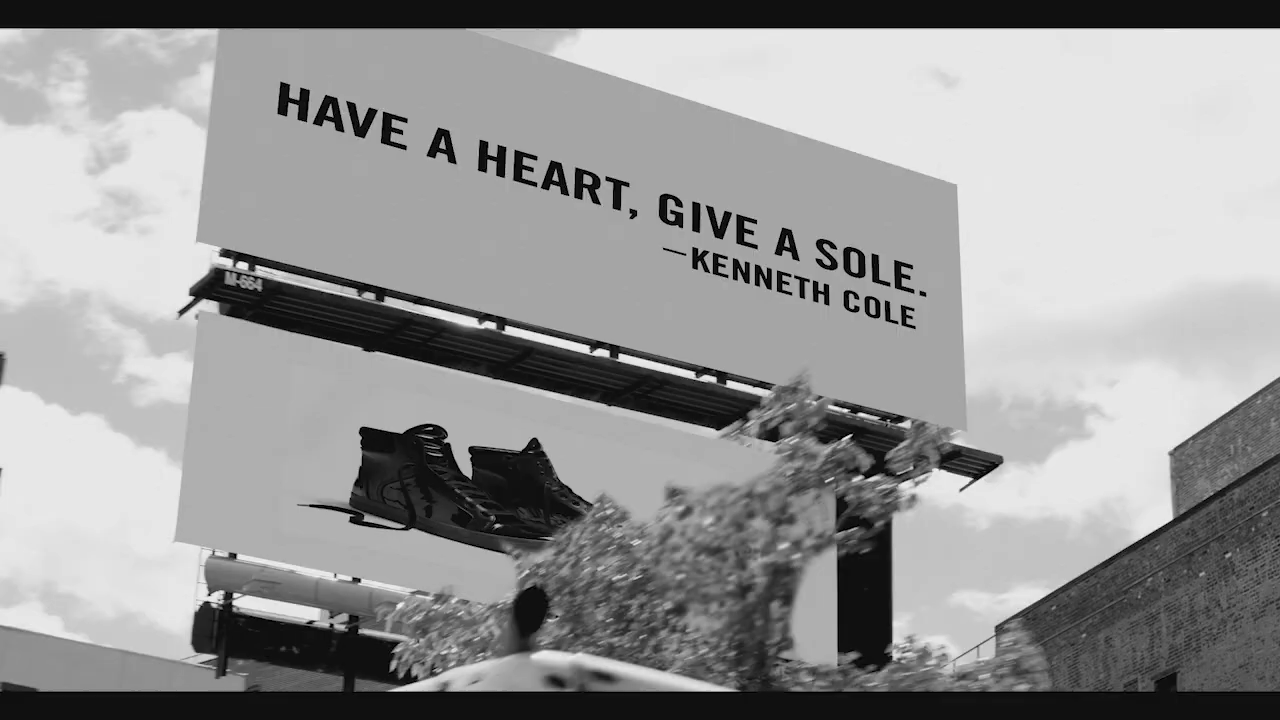 HAVE A HEART, GIVE A SOLE.
—KENNETH COLE
M-664